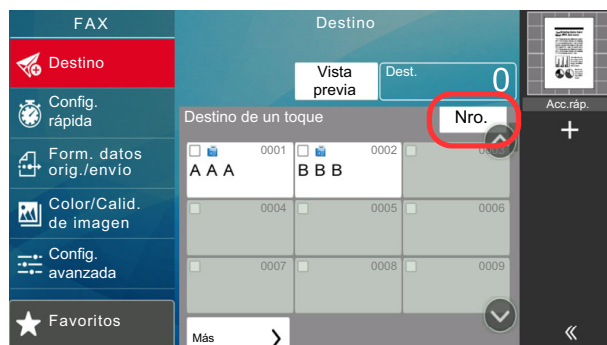 FAX
Destino
Destino
Vista
previa
Dest.
0
Config.
rápida
Acc.ráp.
Destino de un toque
Nro.
0001
0002
0003
A A A
B B B
Form. datos
orig./envío
Color/Calid.
de imagen
0004
0005
0006
Config.
avanzada
0007
0008
0009
Favoritos
Más